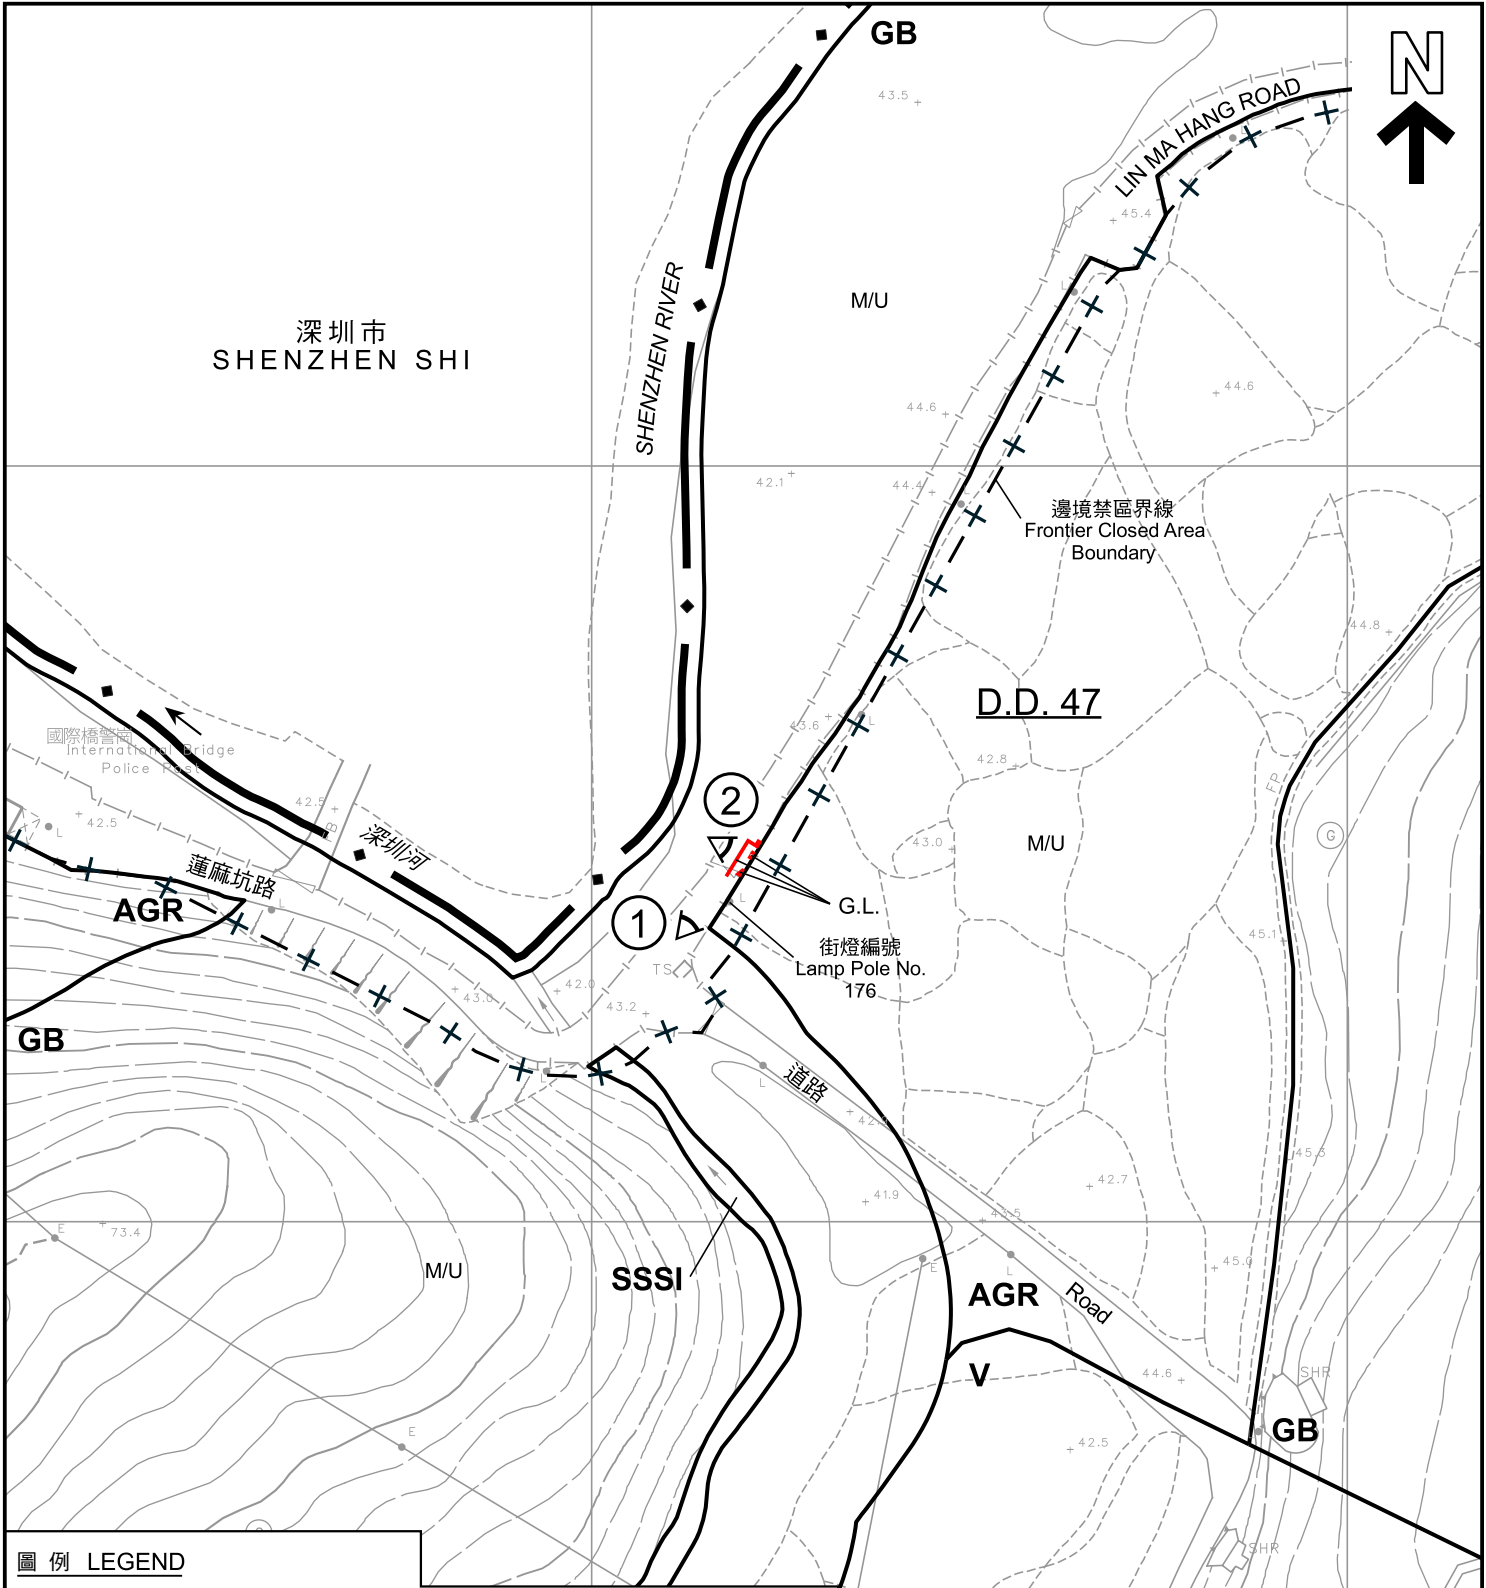 GB
N
43.5
LIN MA HANG ROAD
45.4
L
深圳市
SHENZHEN SHI
SHENZHEN RIVER
M/U
L
44.6
44.6
42.1
44.4
邊境禁區界線
Frontier Closed Area
Boundary
44.8
D.D. 47
43.6
L
國際橋警崗
International Bridge
Police Post
42.8
FP
42.5
42.5
L
2
深圳河
43.0
M/U
G
蓮麻坑路
AGR
L
1
G.L.
L
街燈編號
Lamp Pole No.
176
45.1
TS
43.0
42.0
43.2
GB
L
L
道路
45.3
42.7
41.9
43.5
E
73.4
M/U
SSSI
E
L
45.0
AGR
Road
V
44.6
SHR
GB
E
42.5
SHR
圖例 LEGEND